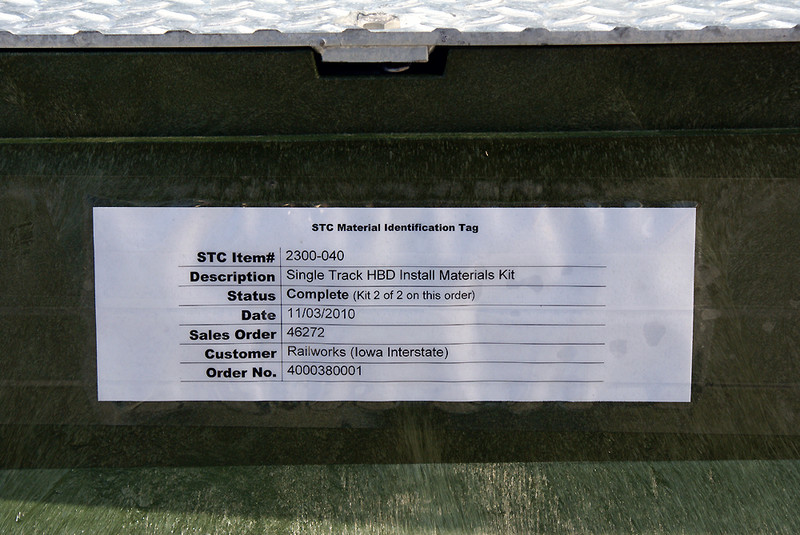 STC Material Identification Tag
STC Item# 2300-040
Description Single Track HBD Install Materials Kit
Status Complete (Kit 2 of 2 on this order)
Date 11/03/2010
Sales Order 46272
Customer Railworks (Iowa Interstate)
Order No. 4000380001